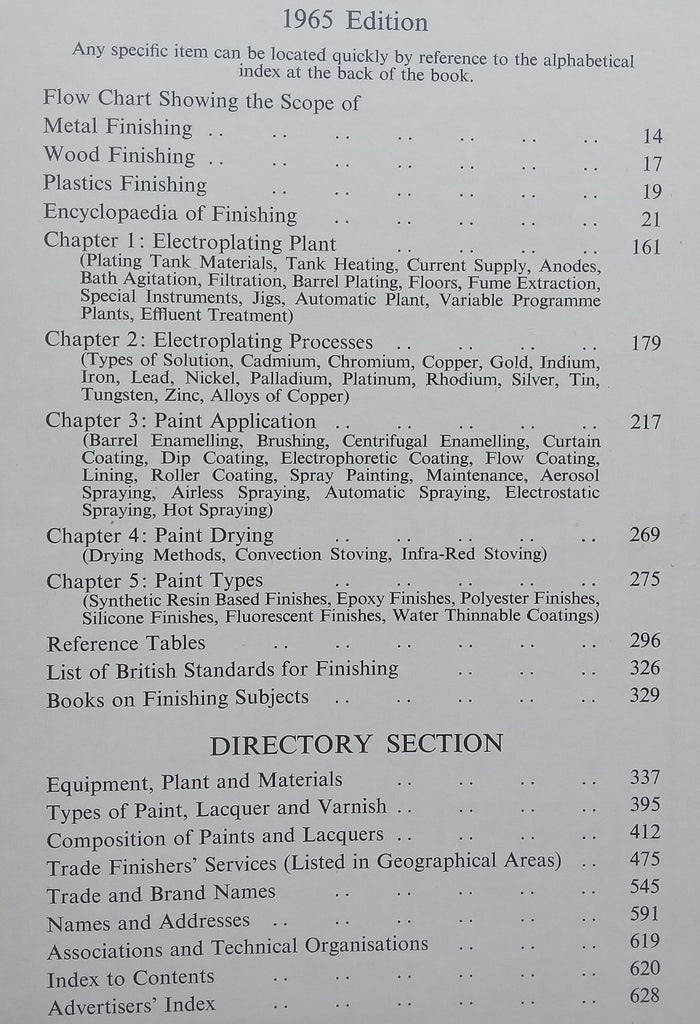 1965 Edition
Any specific item can be located quickly by reference to the alphabetical
index at the back of the book.
Flow Chart Showing the Scope of
Metal Finishing .. .. .. .. .. .. .. 14
Wood Finishing .. .. .. .. .. .. .. 17
Plastics Finishing .. .. .. .. .. .. 19
Encyclopaedia of Finishing .. .. .. .. .. 21
Chapter 1: Electroplating Plant .. .. .. .. 161
(Plating Tank Materials, Tank Heating, Current Supply, Anodes,
Bath Agitation, Filtration, Barrel Plating, Floors, Fume Extraction,
Special Instruments, Jigs, Automatic Plant, Variable Programme
Plants, Effluent Treatment)
Chapter 2: Electroplating Processes .. .. .. .. 179
(Types of Solution, Cadmium, Chromium, Copper, Gold, Indium,
Iron, Lead, Nickel, Palladium, Platinum, Rhodium, Silver, Tin,
Tungsten, Zinc, Alloys of Copper)
Chapter 3: Paint Application .. .. .. .. .. 217
(Barrel Enamelling, Brushing, Centrifugal Enamelling, Curtain
Coating, Dip Coating, Electrophoretic Coating, Flow Coating,
Lining, Roller Coating, Spray Painting, Maintenance, Aerosol
Spraying, Airless Spraying, Automatic Spraying, Electrostatic
Spraying, Hot Spraying)
Chapter 4: Paint Drying .. .. .. .. .. 269
(Drying Methods, Convection Stoving, Infra-Red Stoving)
Chapter 5: Paint Types .. .. .. .. .. 275
(Synthetic Resin Based Finishes, Epoxy Finishes, Polyester Finishes,
Silicone Finishes, Fluorescent Finishes, Water Thinnable Coatings)
Reference Tables .. .. .. .. .. .. 296
List of British Standards for Finishing .. .. .. 326
Books on Finishing Subjects .. .. .. .. .. 329
DIRECTORY SECTION
Equipment, Plant and Materials .. .. .. .. 337
Types of Paint, Lacquer and Varnish .. .. .. .. 395
Composition of Paints and Lacquers .. .. .. .. 412
Trade Finishers' Services (Listed in Geographical Areas) .. 475
Trade and Brand Names .. .. .. .. .. 545
Names and Addresses .. .. .. .. .. .. 591
Associations and Technical Organisations .. .. .. 619
Index to Contents .. .. .. .. .. .. 620
Advertisers' Index .. .. .. .. .. .. 628